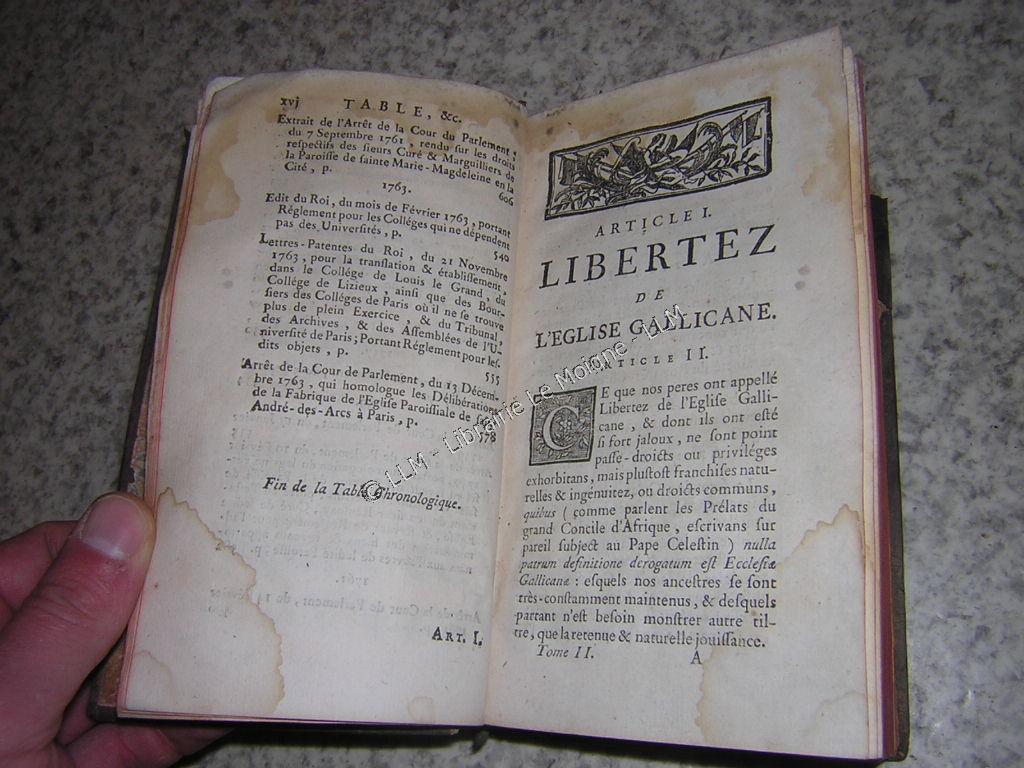 xvj TABLE, &c.
Extrait de l'Arrêt de la Cour du Parlement,
du 7 Septembre 1761, rendu sur les droits
respectifs des sieurs Curé & Marguilliers de
la Paroisse de sainte Marie-Magdeleine en la
Cité, p. 606
1763.
Edit du Roi, du mois de Février 1763, portant
Réglement pour les Colléges qui ne dépendent
pas des Universités, p. 540
Lettres-Patentes du Roi, du 21 Novembre
1763, pour la translation & établissement,
dans le Collége de Louis le Grand, du
Collége de Lizieux, ainsi que des Bour-
siers des Colléges de Paris où il ne se trouve
plus de plein Exercice, & du Tribunal,
des Archives, & des Assemblées de l'U-
niversité de Paris; Portant Réglement pour les-
dits objets, p. 555
Arrêt de la Cour de Parlement, du 13 Décem-
bre 1763, qui homologue les Délibérations
de la Fabrique de l'Eglise Paroissiale de
André-des-Arcs à Paris, p. 578
Fin de la Table Chronologique.
ART. I.
ARTICLE I.
LIBERTEZ
DE
L'EGLISE GALLICANE.
ARTICLE II.
CE que nos peres ont appellé
Libertez de l'Eglise Galli-
cane, & dont ils ont esté
si fort jaloux, ne sont point
passe-droicts ou priviléges
exhorbitans, mais plustost franchises natu-
relles & ingénuitez, ou droicts communs,
quibus (comme parlent les Prélats du
grand Concile d'Afrique, escrivans sur
pareil subject au Pape Celestin) nulla
patrum definitione derogatum est Ecclesiæ
Gallicanæ : esquels nos ancestres se sont
très-constamment maintenus, & desquels
partant n'est besoin monstrer autre til-
tre, que la retenue & naturelle jouissance.
Tome II. A
© LLM - Librairie Le Moigne - LLM